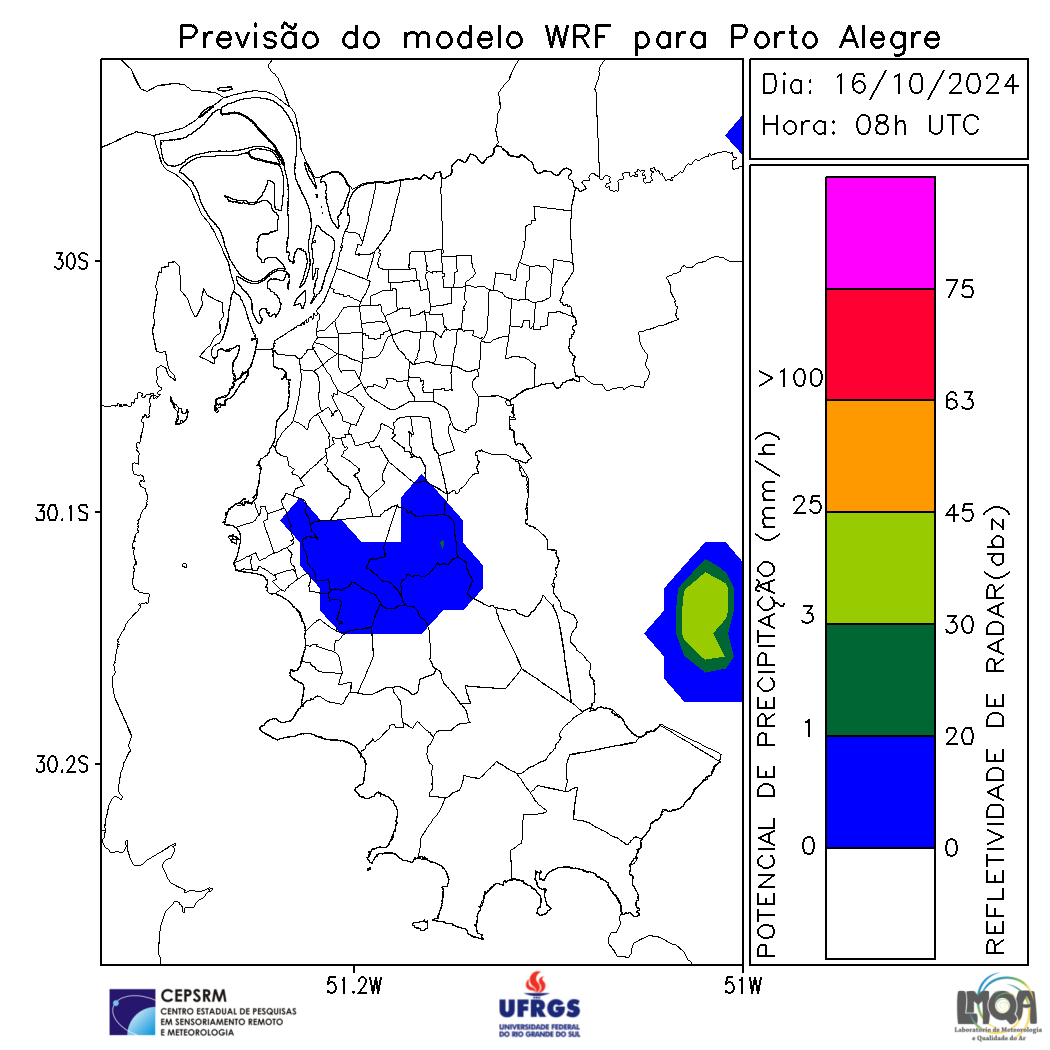 Previsão do modelo WRF para Porto Alegre
Dia: 16/10/2024
Hora: 08h UTC
30S
30.1S
30.2S
51.2W
51W
POTENCIAL DE PRECIPITAÇÃO (mm/h)
>100
25
3
1
0
75
63
45
30
20
0
REFLETIVIDADE DE RADAR(dbz)
CEPSRM
CENTRO ESTADUAL DE PESQUISAS
EM SENSORIAMENTO REMOTO
E METEOROLOGIA
UFRGS
UNIVERSIDADE FEDERAL
DO RIO GRANDE DO SUL
LMQA
Laboratório de Meteorologia
e Qualidade do Ar